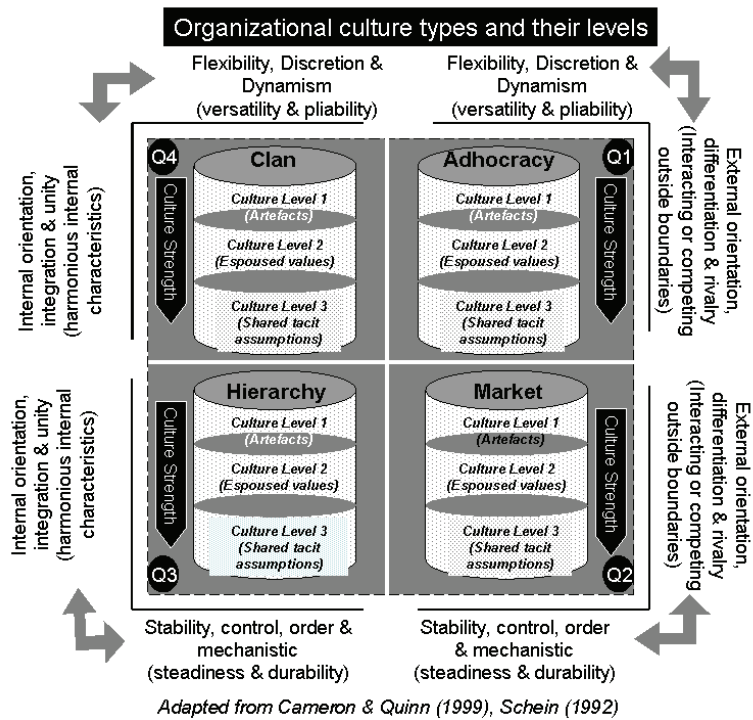 Organizational culture types and their levels
Flexibility, Discretion &
Dynamism
(versatility & pliability)
Flexibility, Discretion &
Dynamism
(versatility & pliability)
Internal orientation,
integration & unity
(harmonious internal
characteristics)
Q4
Culture Strength
Clan
Culture Level 1
(Artefacts)
Culture Level 2
(Espoused values)
Culture Level 3
(Shared tacit
assumptions)
Adhocracy
Culture Level 1
(Artefacts)
Culture Level 2
(Espoused values)
Culture Level 3
(Shared tacit
assumptions)
Q1
Culture Strength
External orientation,
differentiation & rivalry
(Interacting or competing
outside boundaries)
Internal orientation,
integration & unity
(harmonious internal
characteristics)
Culture Strength
Q3
Hierarchy
Culture Level 1
(Artefacts)
Culture Level 2
(Espoused values)
Culture Level 3
(Shared tacit
assumptions)
Market
Culture Level 1
(Artefacts)
Culture Level 2
(Espoused values)
Culture Level 3
(Shared tacit
assumptions)
Culture Strength
Q2
External orientation,
differentiation & rivalry
(Interacting or competing
outside boundaries)
Stability, control, order &
mechanistic
(steadiness & durability)
Stability, control, order
& mechanistic
(steadiness & durability)
Adapted from Cameron & Quinn (1999), Schein (1992)